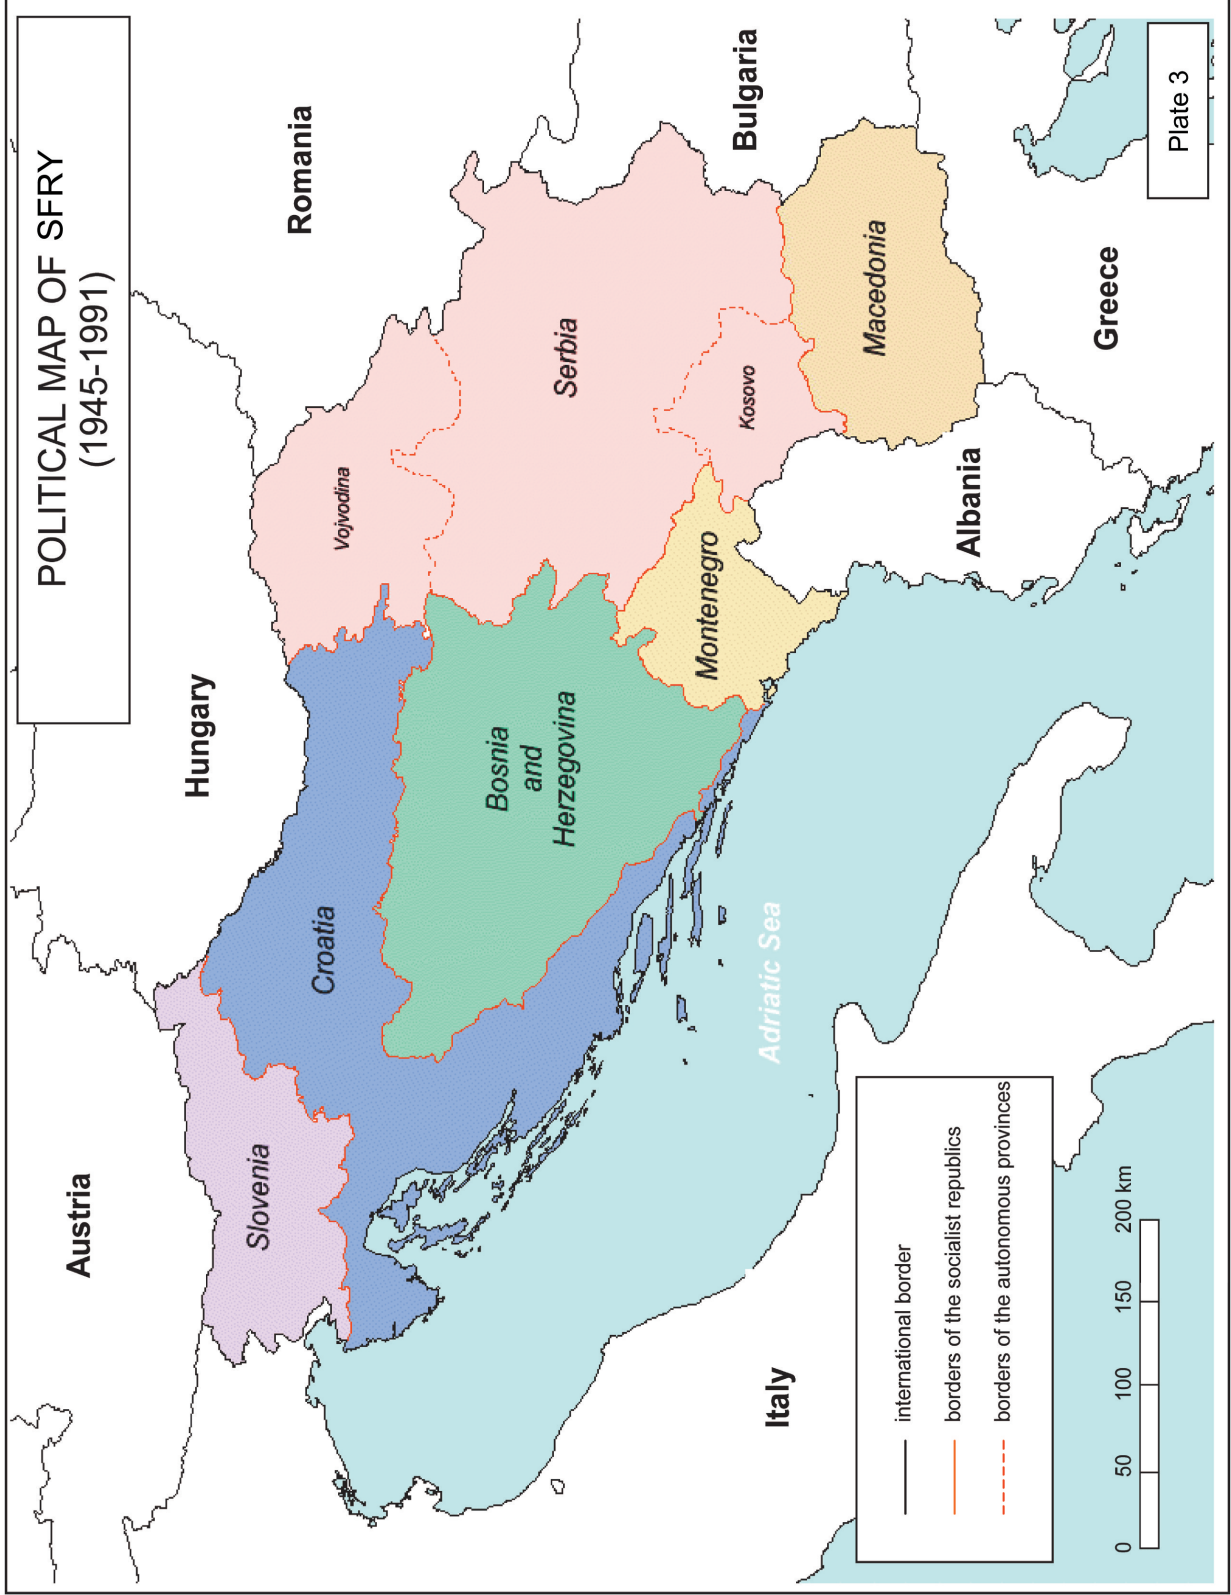 POLITICAL MAP OF SFRY
(1945-1991)
Austria
Hungary
Romania
Slovenia
Croatia
Vojvodina
Bosnia
and
Herzegovina
Serbia
Montenegro
Kosovo
Bulgaria
Macedonia
Albania
Greece
Adriatic Sea
Italy
international border
borders of the socialist republics
borders of the autonomous provinces
0 50 100 150 200 km
Plate 3